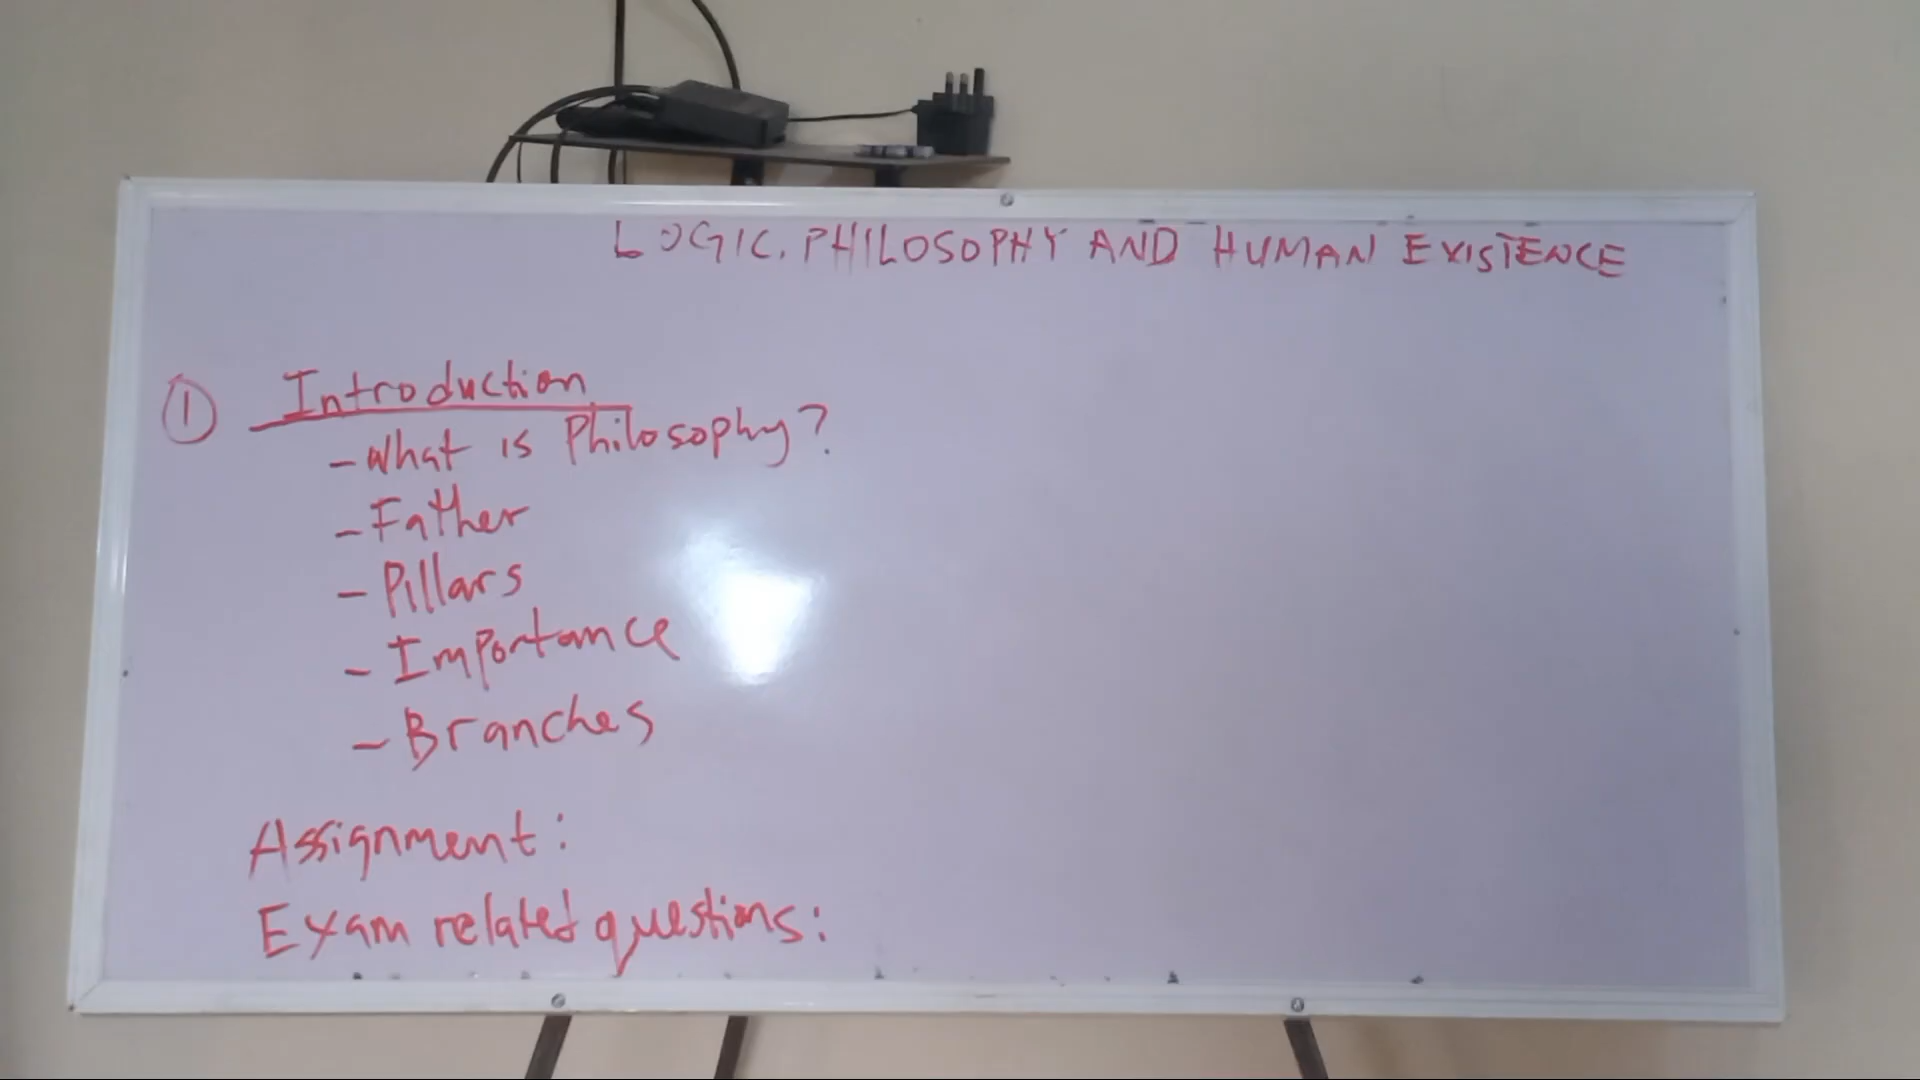 LOGIC, PHILOSOPHY AND HUMAN EXISTENCE
① Introduction
- What is Philosophy?
- Father
- Pillars
- Importance
- Branches
Assignment:
Exam related questions: